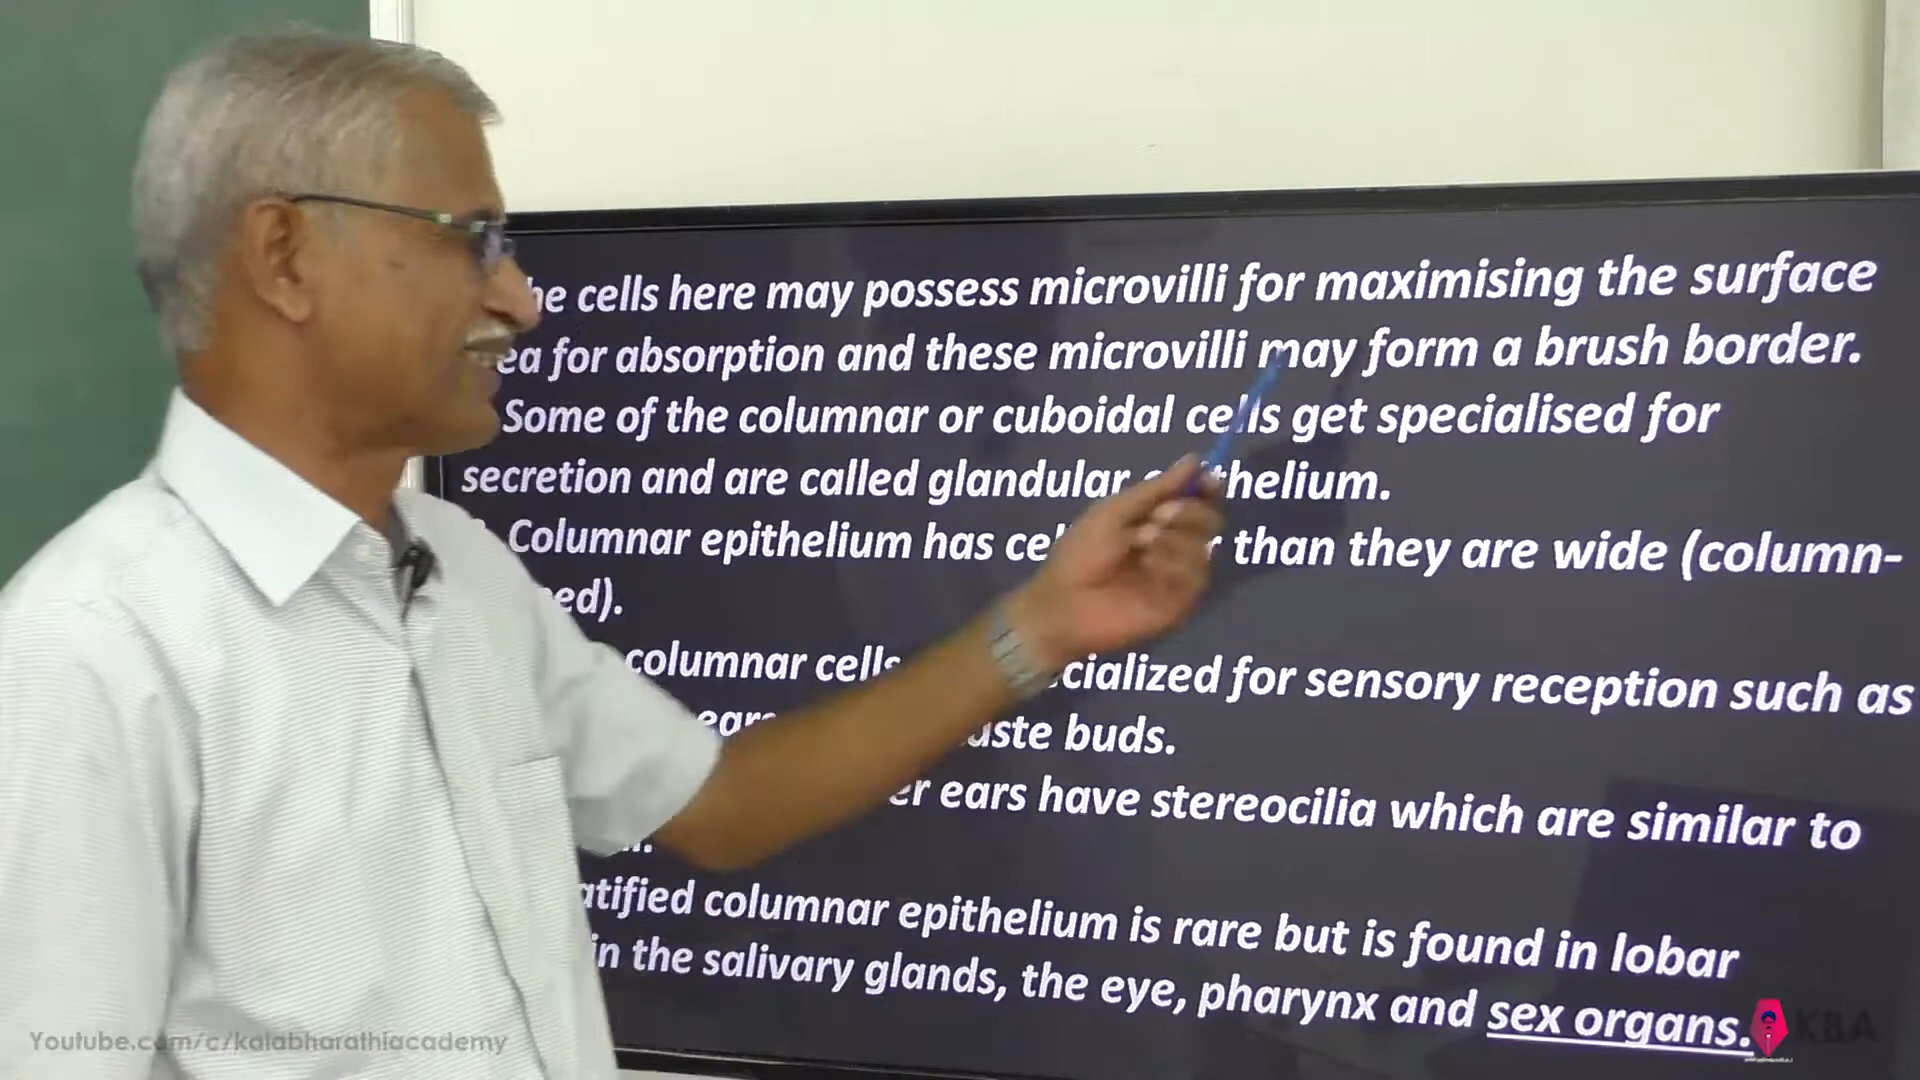 he cells here may possess microvilli for maximising the surface
ea for absorption and these microvilli may form a brush border.
Some of the columnar or cuboidal cells get specialised for
secretion and are called glandular thelium.
Columnar epithelium has ce r than they are wide (column-
ed).
columnar cells cialized for sensory reception such as
ears aste buds.
er ears have stereocilia which are similar to
atified columnar epithelium is rare but is found in lobar
in the salivary glands, the eye, pharynx and sex organs.
KBA
Youtube.com/c/kalabharathiacademy